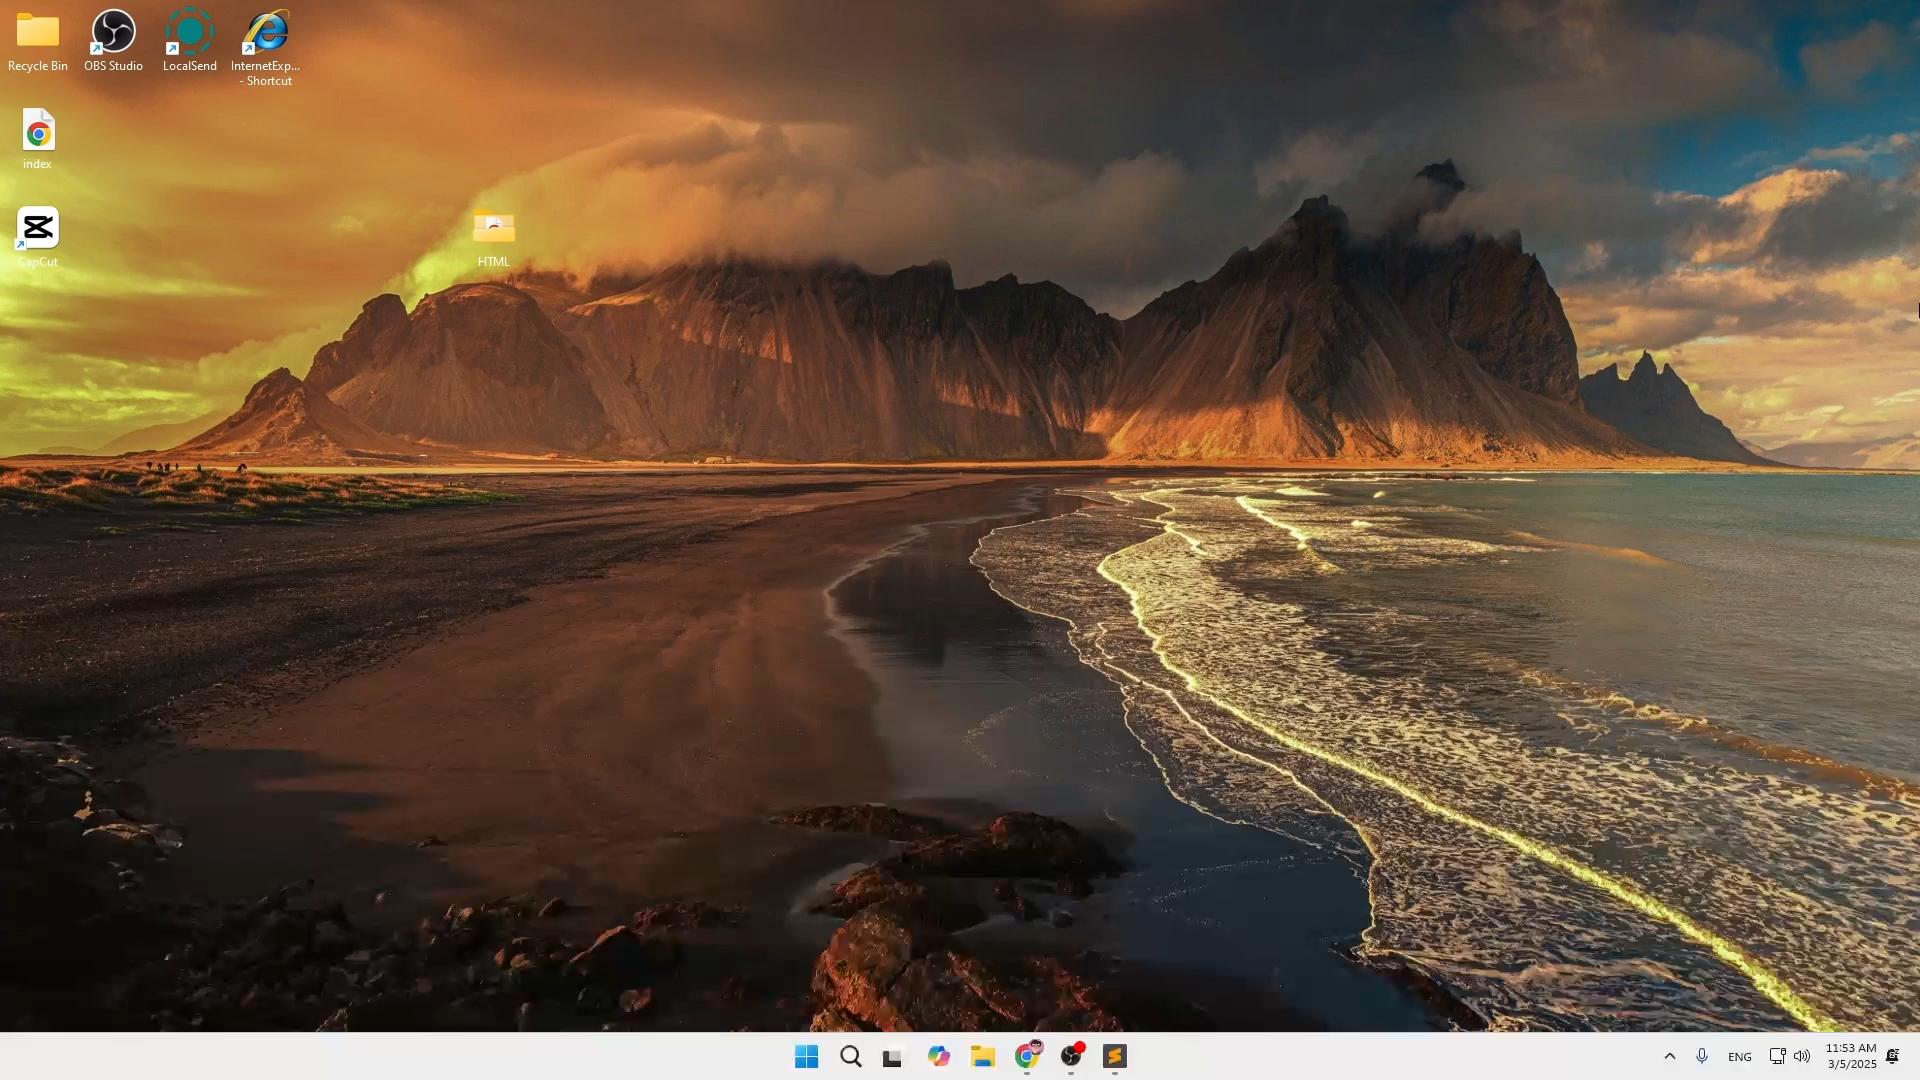 Recycle Bin
OBS Studio
LocalSend
InternetExp...
- Shortcut
index
CapCut
HTML
ENG
11:53 AM
3/5/2025